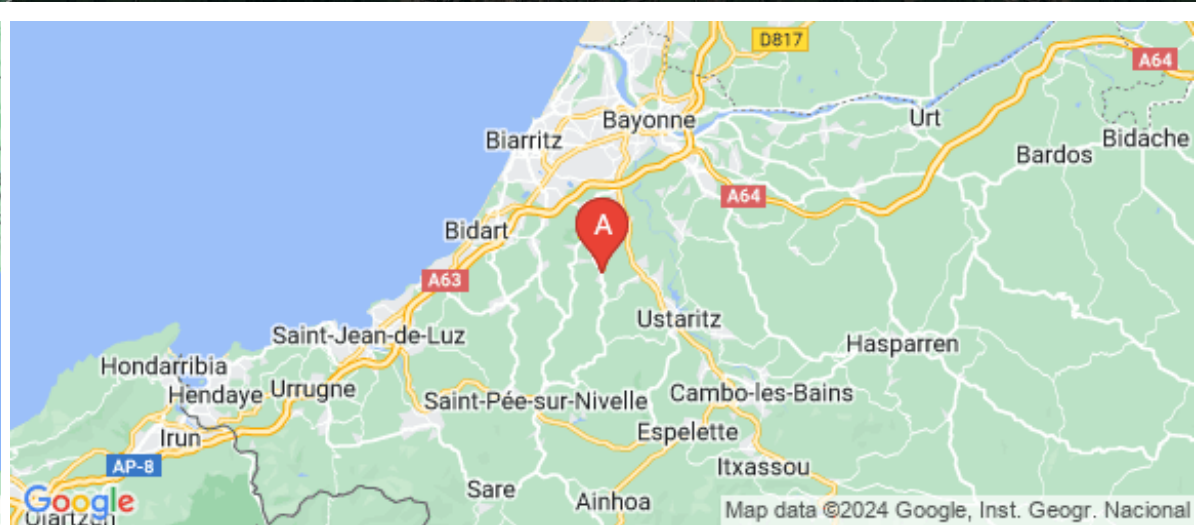 D817
A64
Bayonne
Urt
Biarritz
Bidache
Bardos
A64
A
Bidart
A63
Ustaritz
Saint-Jean-de-Luz
Hasparren
Hondarribia
Hendaye
Urrugne
Cambo-les-Bains
Saint-Pée-sur-Nivelle
Irun
Espelette
AP-8
Itxassou
Sare
Ainhoa
Google
Map data ©2024 Google, Inst. Geogr. Nacional